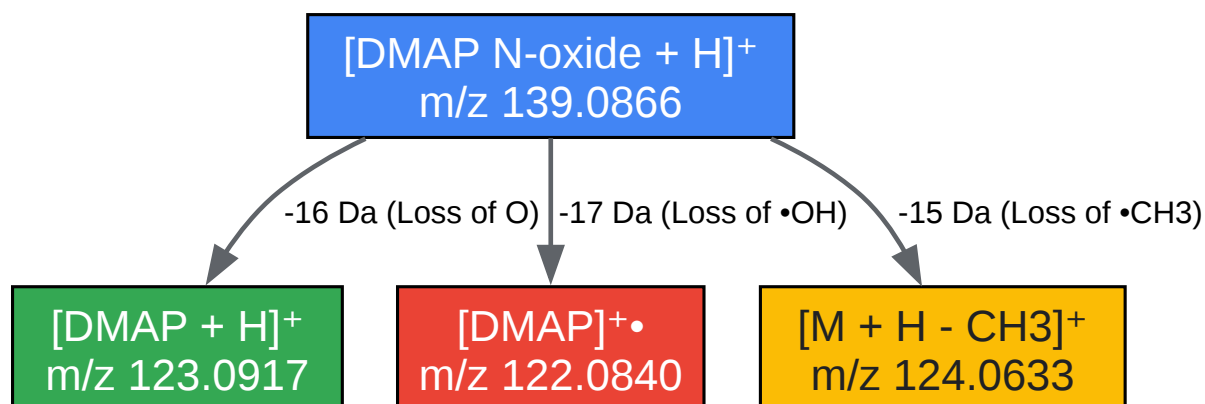 [DMAP N-oxide + H]⁺
m/z 139.0866
-16 Da (Loss of O)
-17 Da (Loss of •OH)
-15 Da (Loss of •CH3)
[DMAP + H]⁺
m/z 123.0917
[DMAP]⁺•
m/z 122.0840
[M + H - CH3]⁺
m/z 124.0633